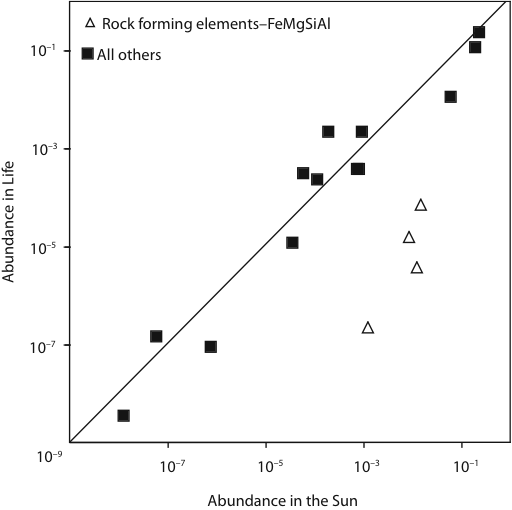 Rock forming elements–FeMgSiAl
All others
10⁻¹
10⁻³
10⁻⁵
10⁻⁷
10⁻⁹
Abundance in Life
10⁻⁷ 10⁻⁵ 10⁻³ 10⁻¹
Abundance in the Sun